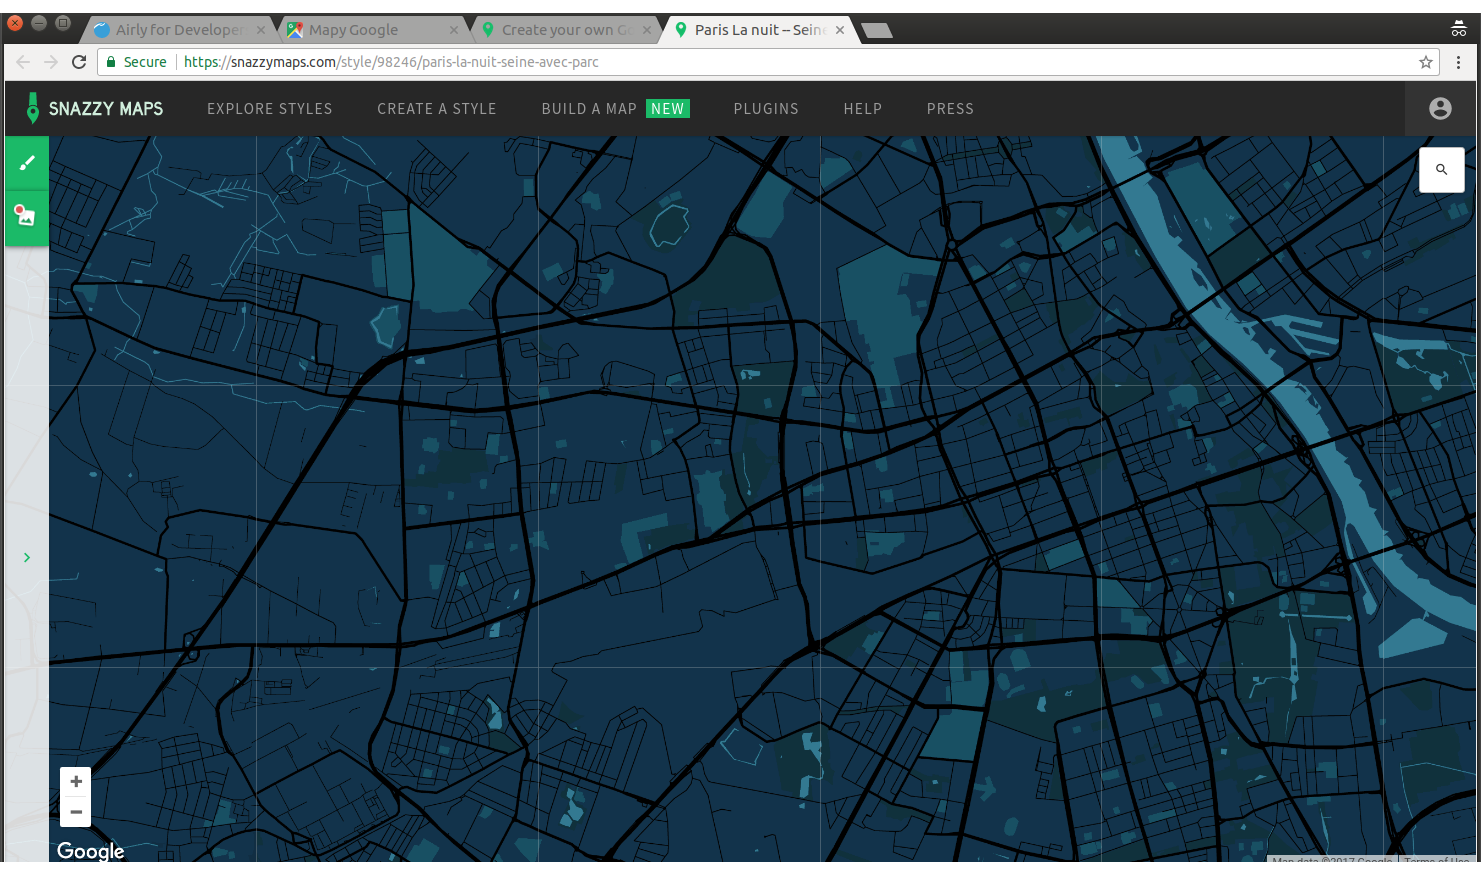 Airly for Developer
Mapy Google
Create your own Go
Paris La nuit – Seine
Secure
https://snazzymaps.com/style/98246/paris-la-nuit-seine-avec-parc
SNAZZY MAPS
EXPLORE STYLES
CREATE A STYLE
BUILD A MAP NEW
PLUGINS
HELP
PRESS
Google
Map data ©2017 Google
Terms of Use